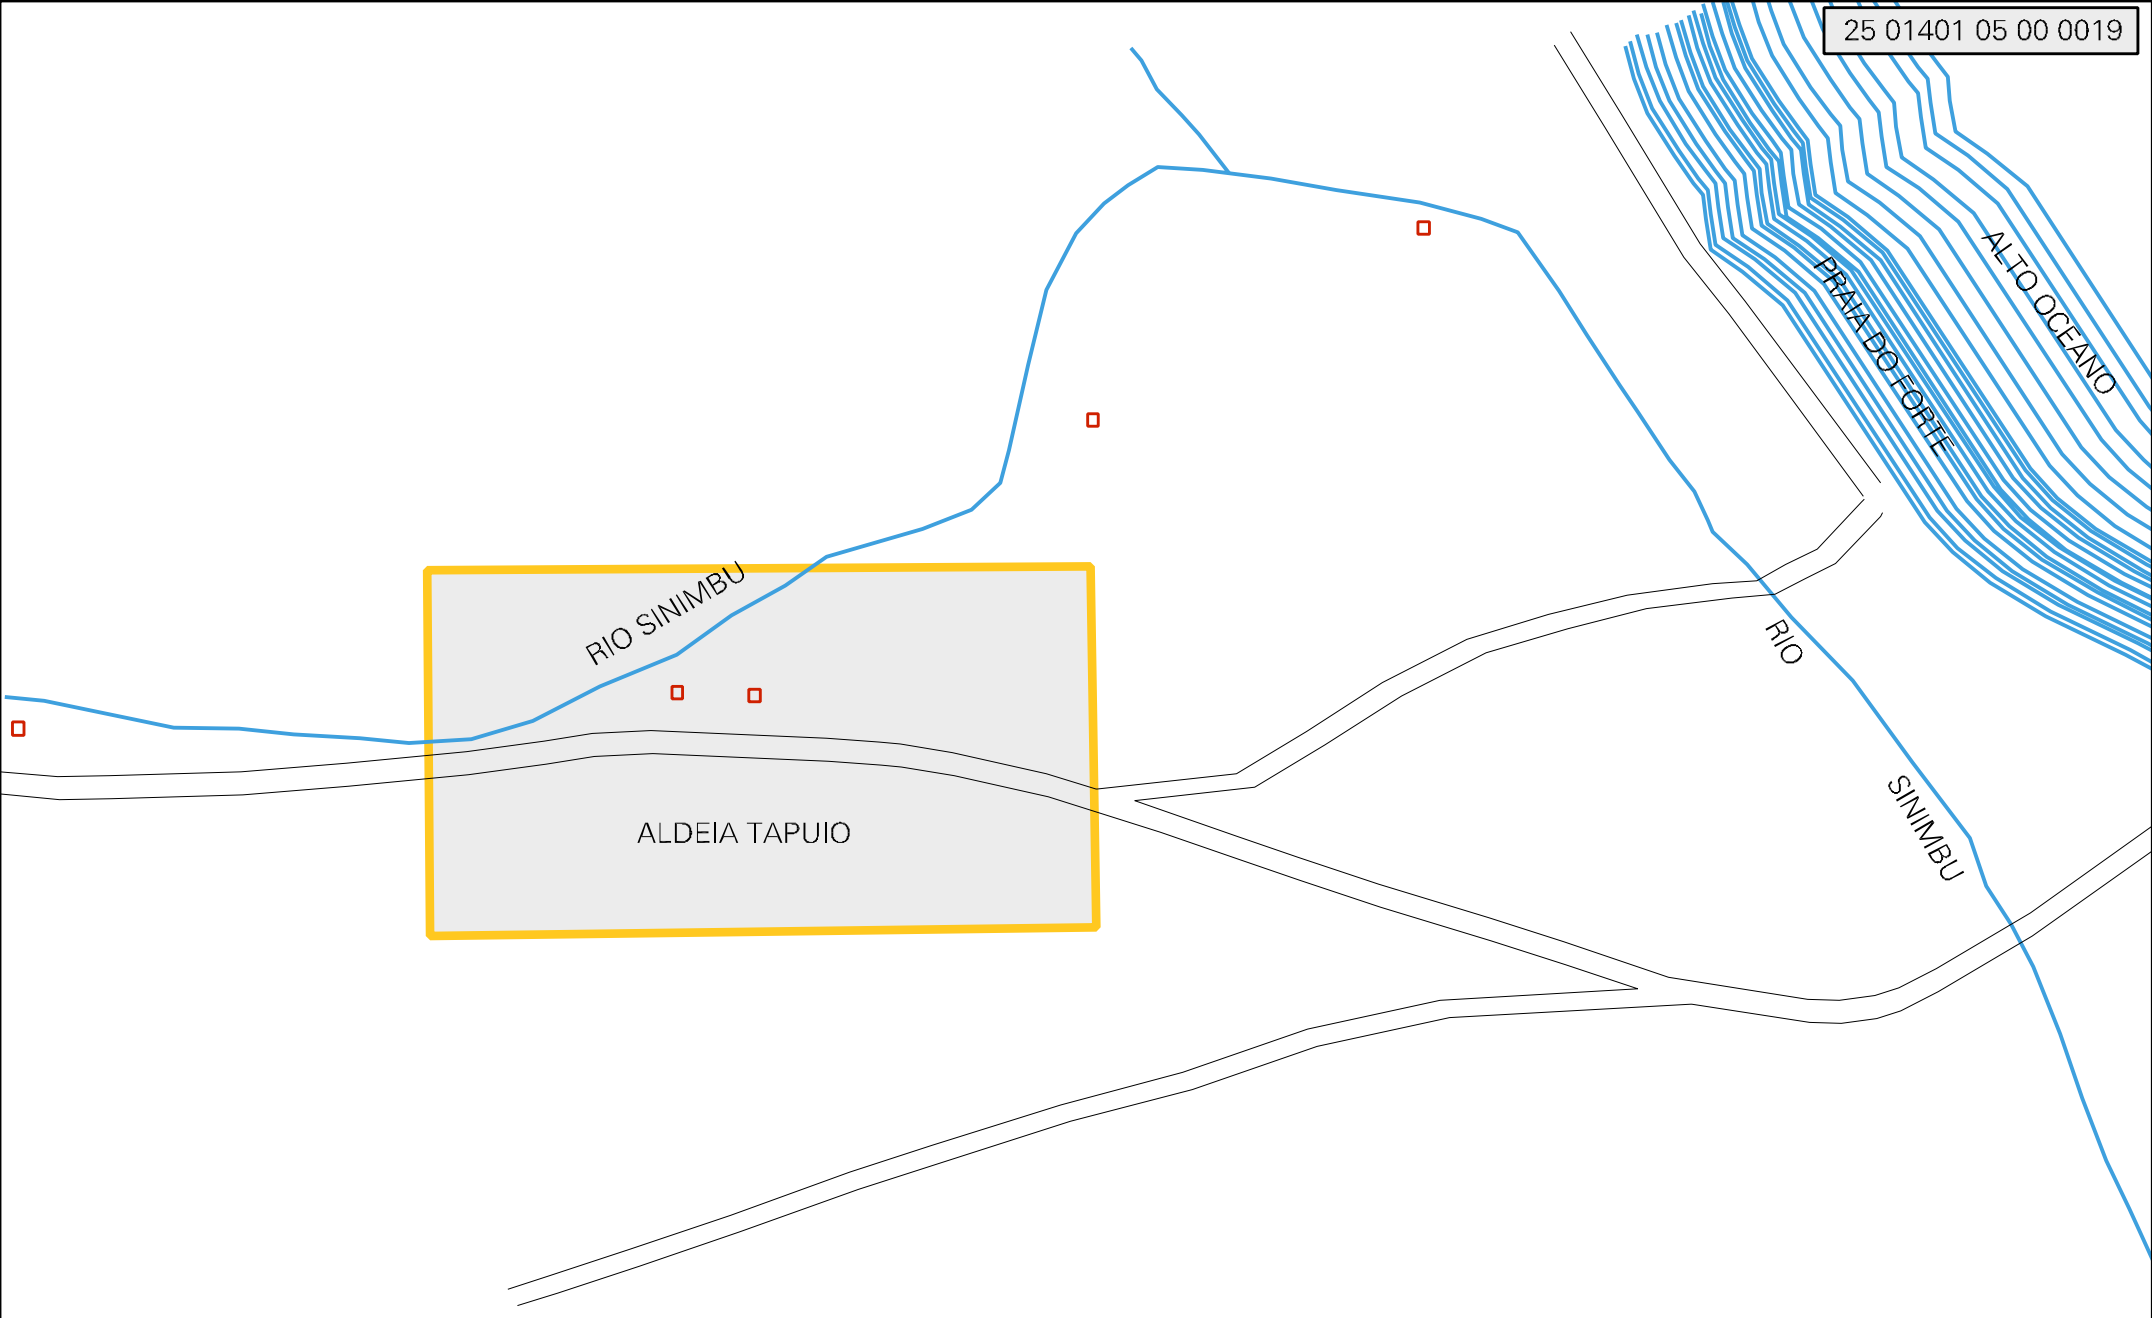 25 01401 05 00 0019
ALTO OCEANO
PRAIA DO FORTE
RIO SINIMBU
RIO
SINIMBU
ALDEIA TAPUIO